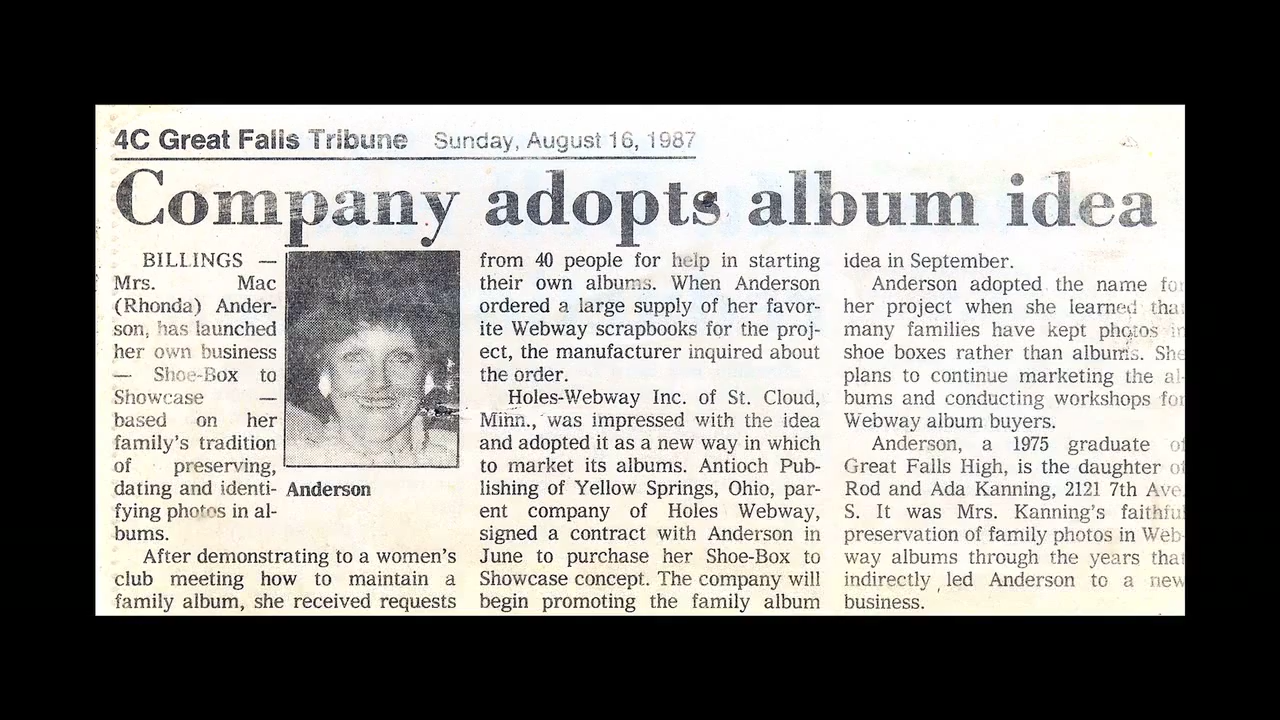 4C Great Falls Tribune Sunday, August 16, 1987
Company adopts album idea
BILLINGS —
Mrs. Mac
(Rhonda) Ander-
son, has launched
her own business
— Shoe-Box to
Showcase —
based on her
family's tradition
of preserving,
dating and identi-
fying photos in al-
bums.
Anderson
After demonstrating to a women's
club meeting how to maintain a
family album, she received requests
from 40 people for help in starting
their own albums. When Anderson
ordered a large supply of her favor-
ite Webway scrapbooks for the proj-
ect, the manufacturer inquired about
the order.
Holes-Webway Inc. of St. Cloud,
Minn., was impressed with the idea
and adopted it as a new way in which
to market its albums. Antioch Pub-
lishing of Yellow Springs, Ohio, par-
ent company of Holes Webway,
signed a contract with Anderson in
June to purchase her Shoe-Box to
Showcase concept. The company will
begin promoting the family album
idea in September.
Anderson adopted the name for
her project when she learned that
many families have kept photos in
shoe boxes rather than albums. She
plans to continue marketing the al-
bums and conducting workshops for
Webway album buyers.
Anderson, a 1975 graduate of
Great Falls High, is the daughter of
Rod and Ada Kanning, 2121 7th Ave.
S. It was Mrs. Kanning's faithful
preservation of family photos in Web-
way albums through the years that
indirectly led Anderson to a new
business.